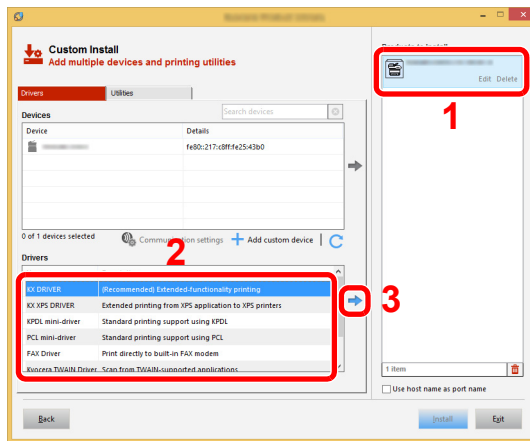 Custom Install
Add multiple devices and printing utilities
Products to Install
Edit Delete
1
Drivers Utilities
Devices Search devices
Device Details
fe80::217:c8ff:fe25:43b0
0 of 1 devices selected Communication settings Add custom device
Drivers
2
KX DRIVER (Recommended) Extended-functionality printing
KX XPS DRIVER Extended printing from XPS application to XPS printers
KPDL mini-driver Standard printing support using KPDL
PCL mini-driver Standard printing support using PCL
FAX Driver Print directly to built-in FAX modem
Kyocera TWAIN Driver Scan from TWAIN-supported applications
3
1 item
Use host name as port name
Back Install Exit